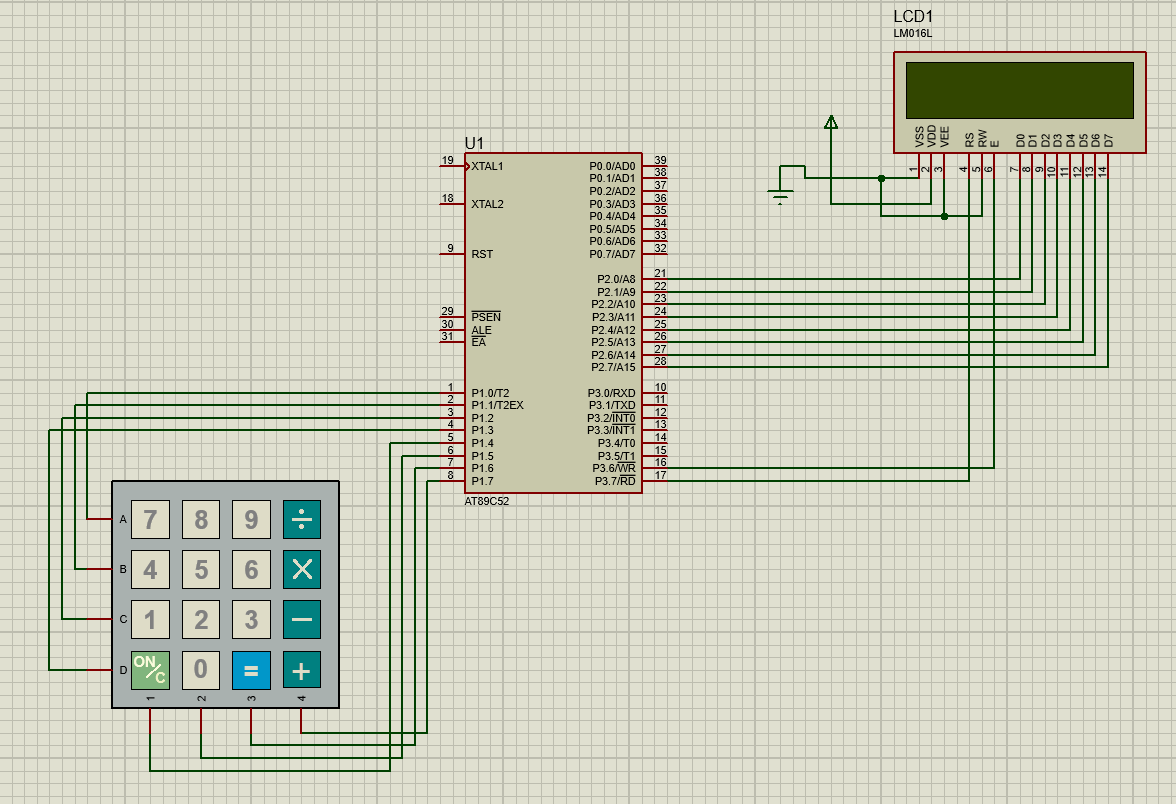 LCD1
LM016L
VSS VDD VEE RS RW E D0 D1 D2 D3 D4 D5 D6 D7
1 2 3 4 5 6 7 8 9 10 11 12 13 14
U1
19 XTAL1 P0.0/AD0 39
P0.1/AD1 38
P0.2/AD2 37
18 XTAL2 P0.3/AD3 36
P0.4/AD4 35
P0.5/AD5 34
P0.6/AD6 33
9 RST P0.7/AD7 32
P2.0/A8 21
P2.1/A9 22
P2.2/A10 23
29 PSEN P2.3/A11 24
30 ALE P2.4/A12 25
31 EA P2.5/A13 26
P2.6/A14 27
P2.7/A15 28
1 P1.0/T2 P3.0/RXD 10
2 P1.1/T2EX P3.1/TXD 11
3 P1.2 P3.2/INT0 12
4 P1.3 P3.3/INT1 13
5 P1.4 P3.4/T0 14
6 P1.5 P3.5/T1 15
7 P1.6 P3.6/WR 16
8 P1.7 P3.7/RD 17
AT89C52
A 7 8 9 ÷
B 4 5 6 ×
C 1 2 3 −
D ON/C 0 = +
1 2 3 4